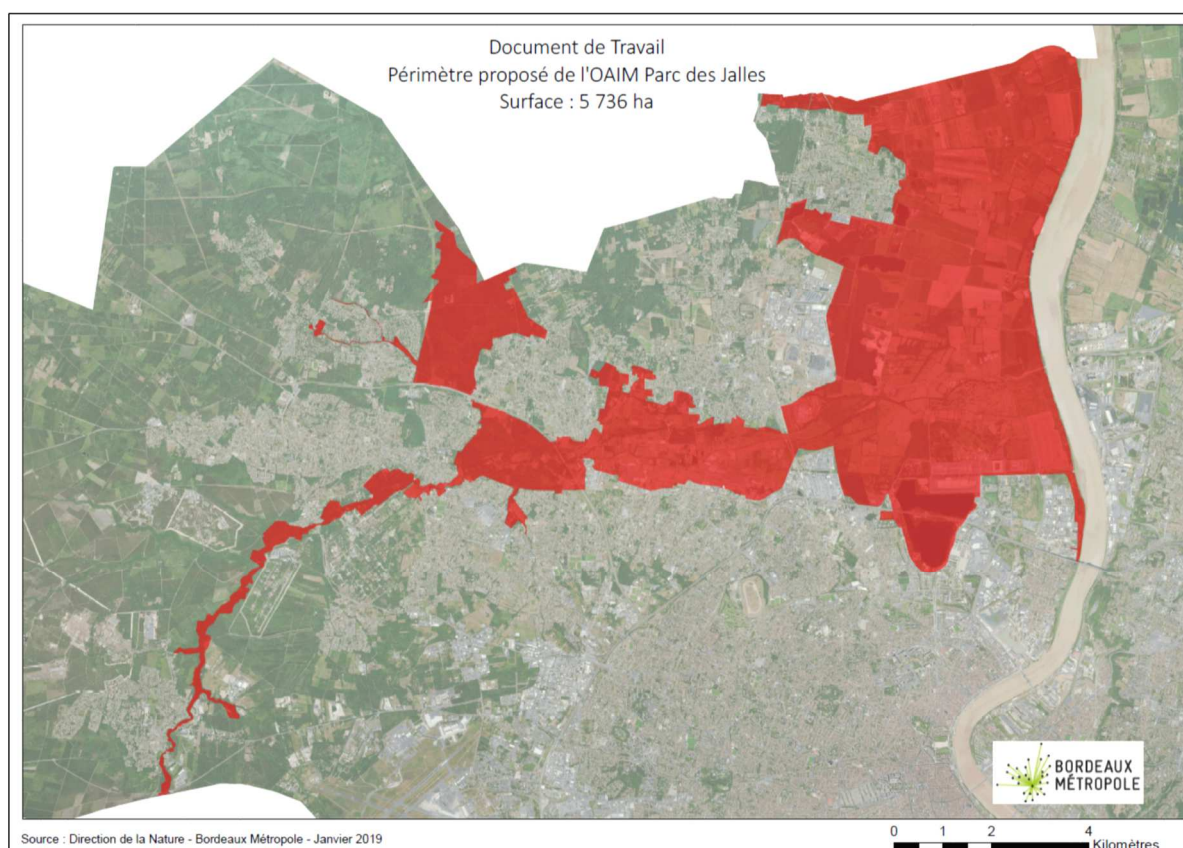 Document de Travail
Périmètre proposé de l'OAIM Parc des Jalles
Surface : 5 736 ha
BORDEAUX
MÉTROPOLE
Source : Direction de la Nature - Bordeaux Métropole - Janvier 2019
0 1 2 4
Kilomètres